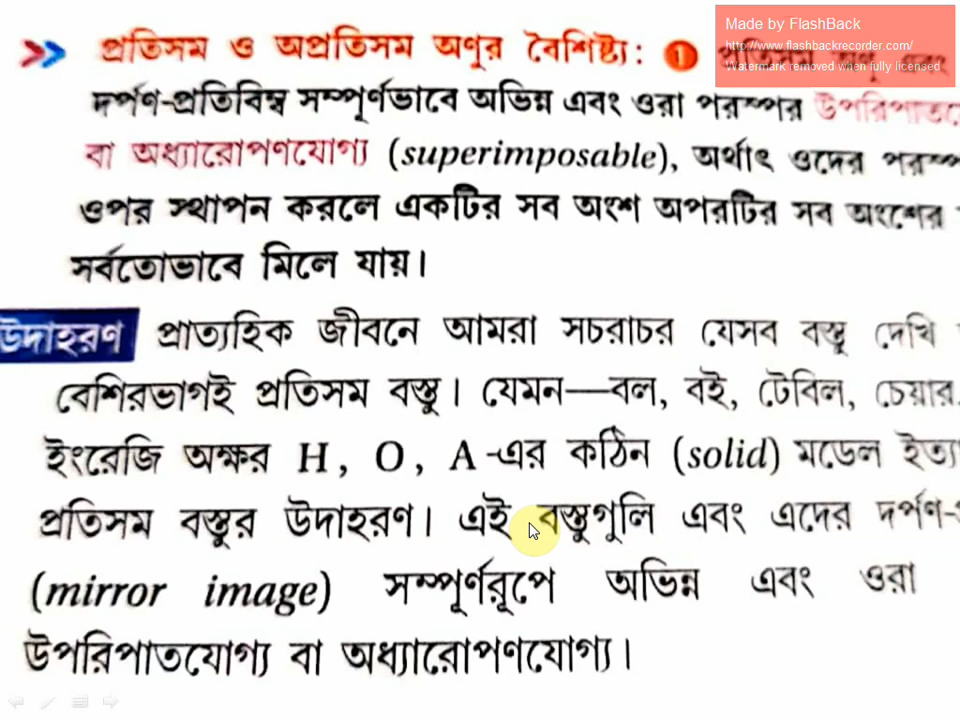 Made by FlashBack
http://www.flashbackrecorder.com/
Watermark removed when fully licensed
প্রতিসম ও অপ্রতিসম অণুর বৈশিষ্ট্য: ①
দর্পণ-প্রতিবিম্ব সম্পূর্ণভাবে অভিন্ন এবং ওরা পরস্পর
বা অধ্যারোপণযোগ্য (superimposable), অর্থাৎ ওদের
ওপর স্থাপন করলে একটির সব অংশ অপরটির সব অংশের
সর্বতোভাবে মিলে যায়।
উদাহরণ প্রাত্যহিক জীবনে আমরা সচরাচর যেসব বস্তু দেখি
বেশিরভাগই প্রতিসম বস্তু। যেমন—বল, বই, টেবিল, চেয়ার,
ইংরেজি অক্ষর H, O, A-এর কঠিন (solid) মডেল
প্রতিসম বস্তুর উদাহরণ। এই বস্তুগুলি এবং এদের দর্পণ-
(mirror image) সম্পূর্ণরূপে অভিন্ন এবং ওরা
উপরিপাতযোগ্য বা অধ্যারোপণযোগ্য।